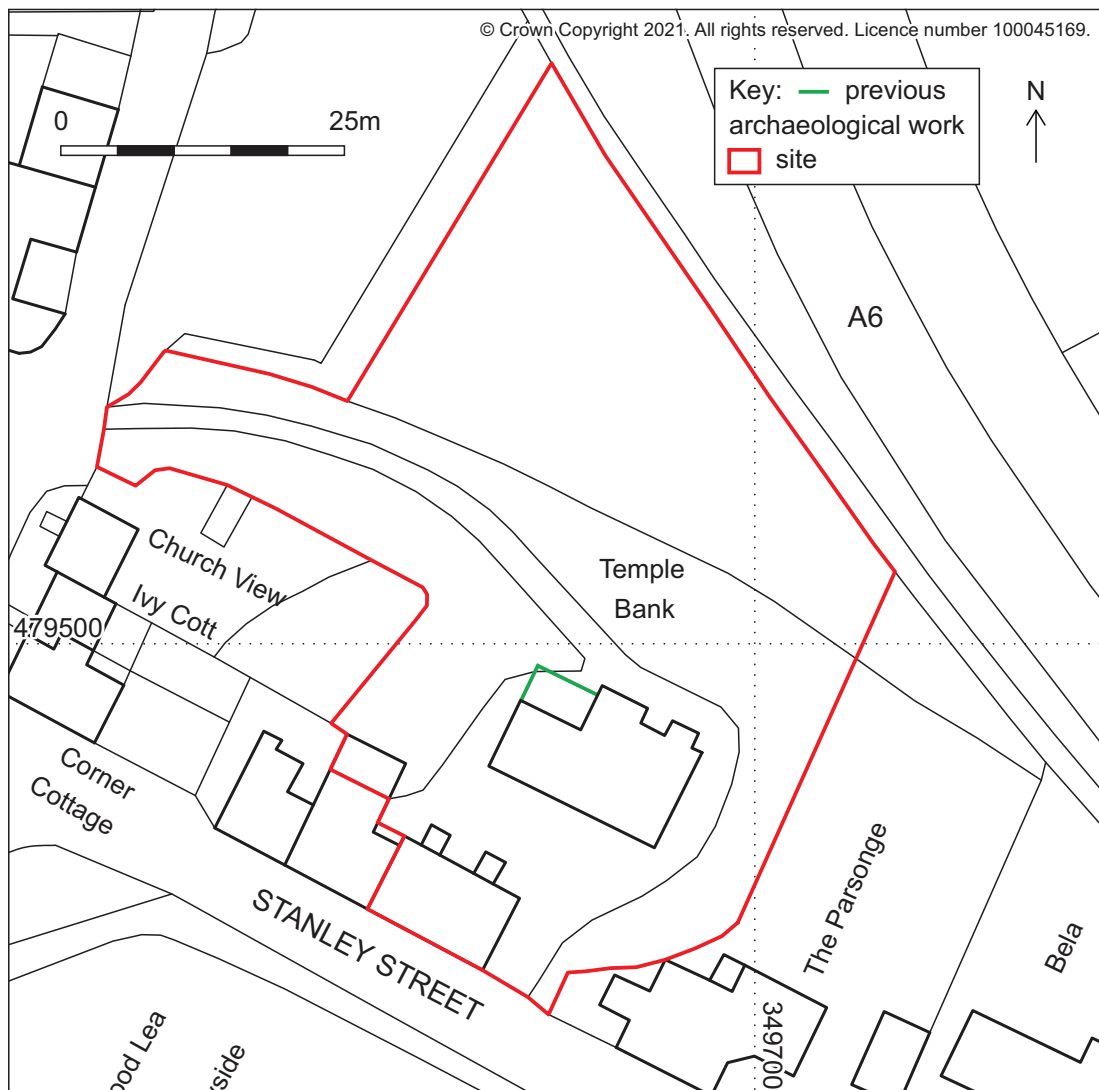 © Crown Copyright 2021. All rights reserved. Licence number 100045169.
Key: previous
archaeological work
site
N
0 25m
A6
Church View
Ivy Cott
Temple
Bank
479500
Corner
Cottage
STANLEY STREET
The Parsonge
Bela
349700
ood Lea
yside